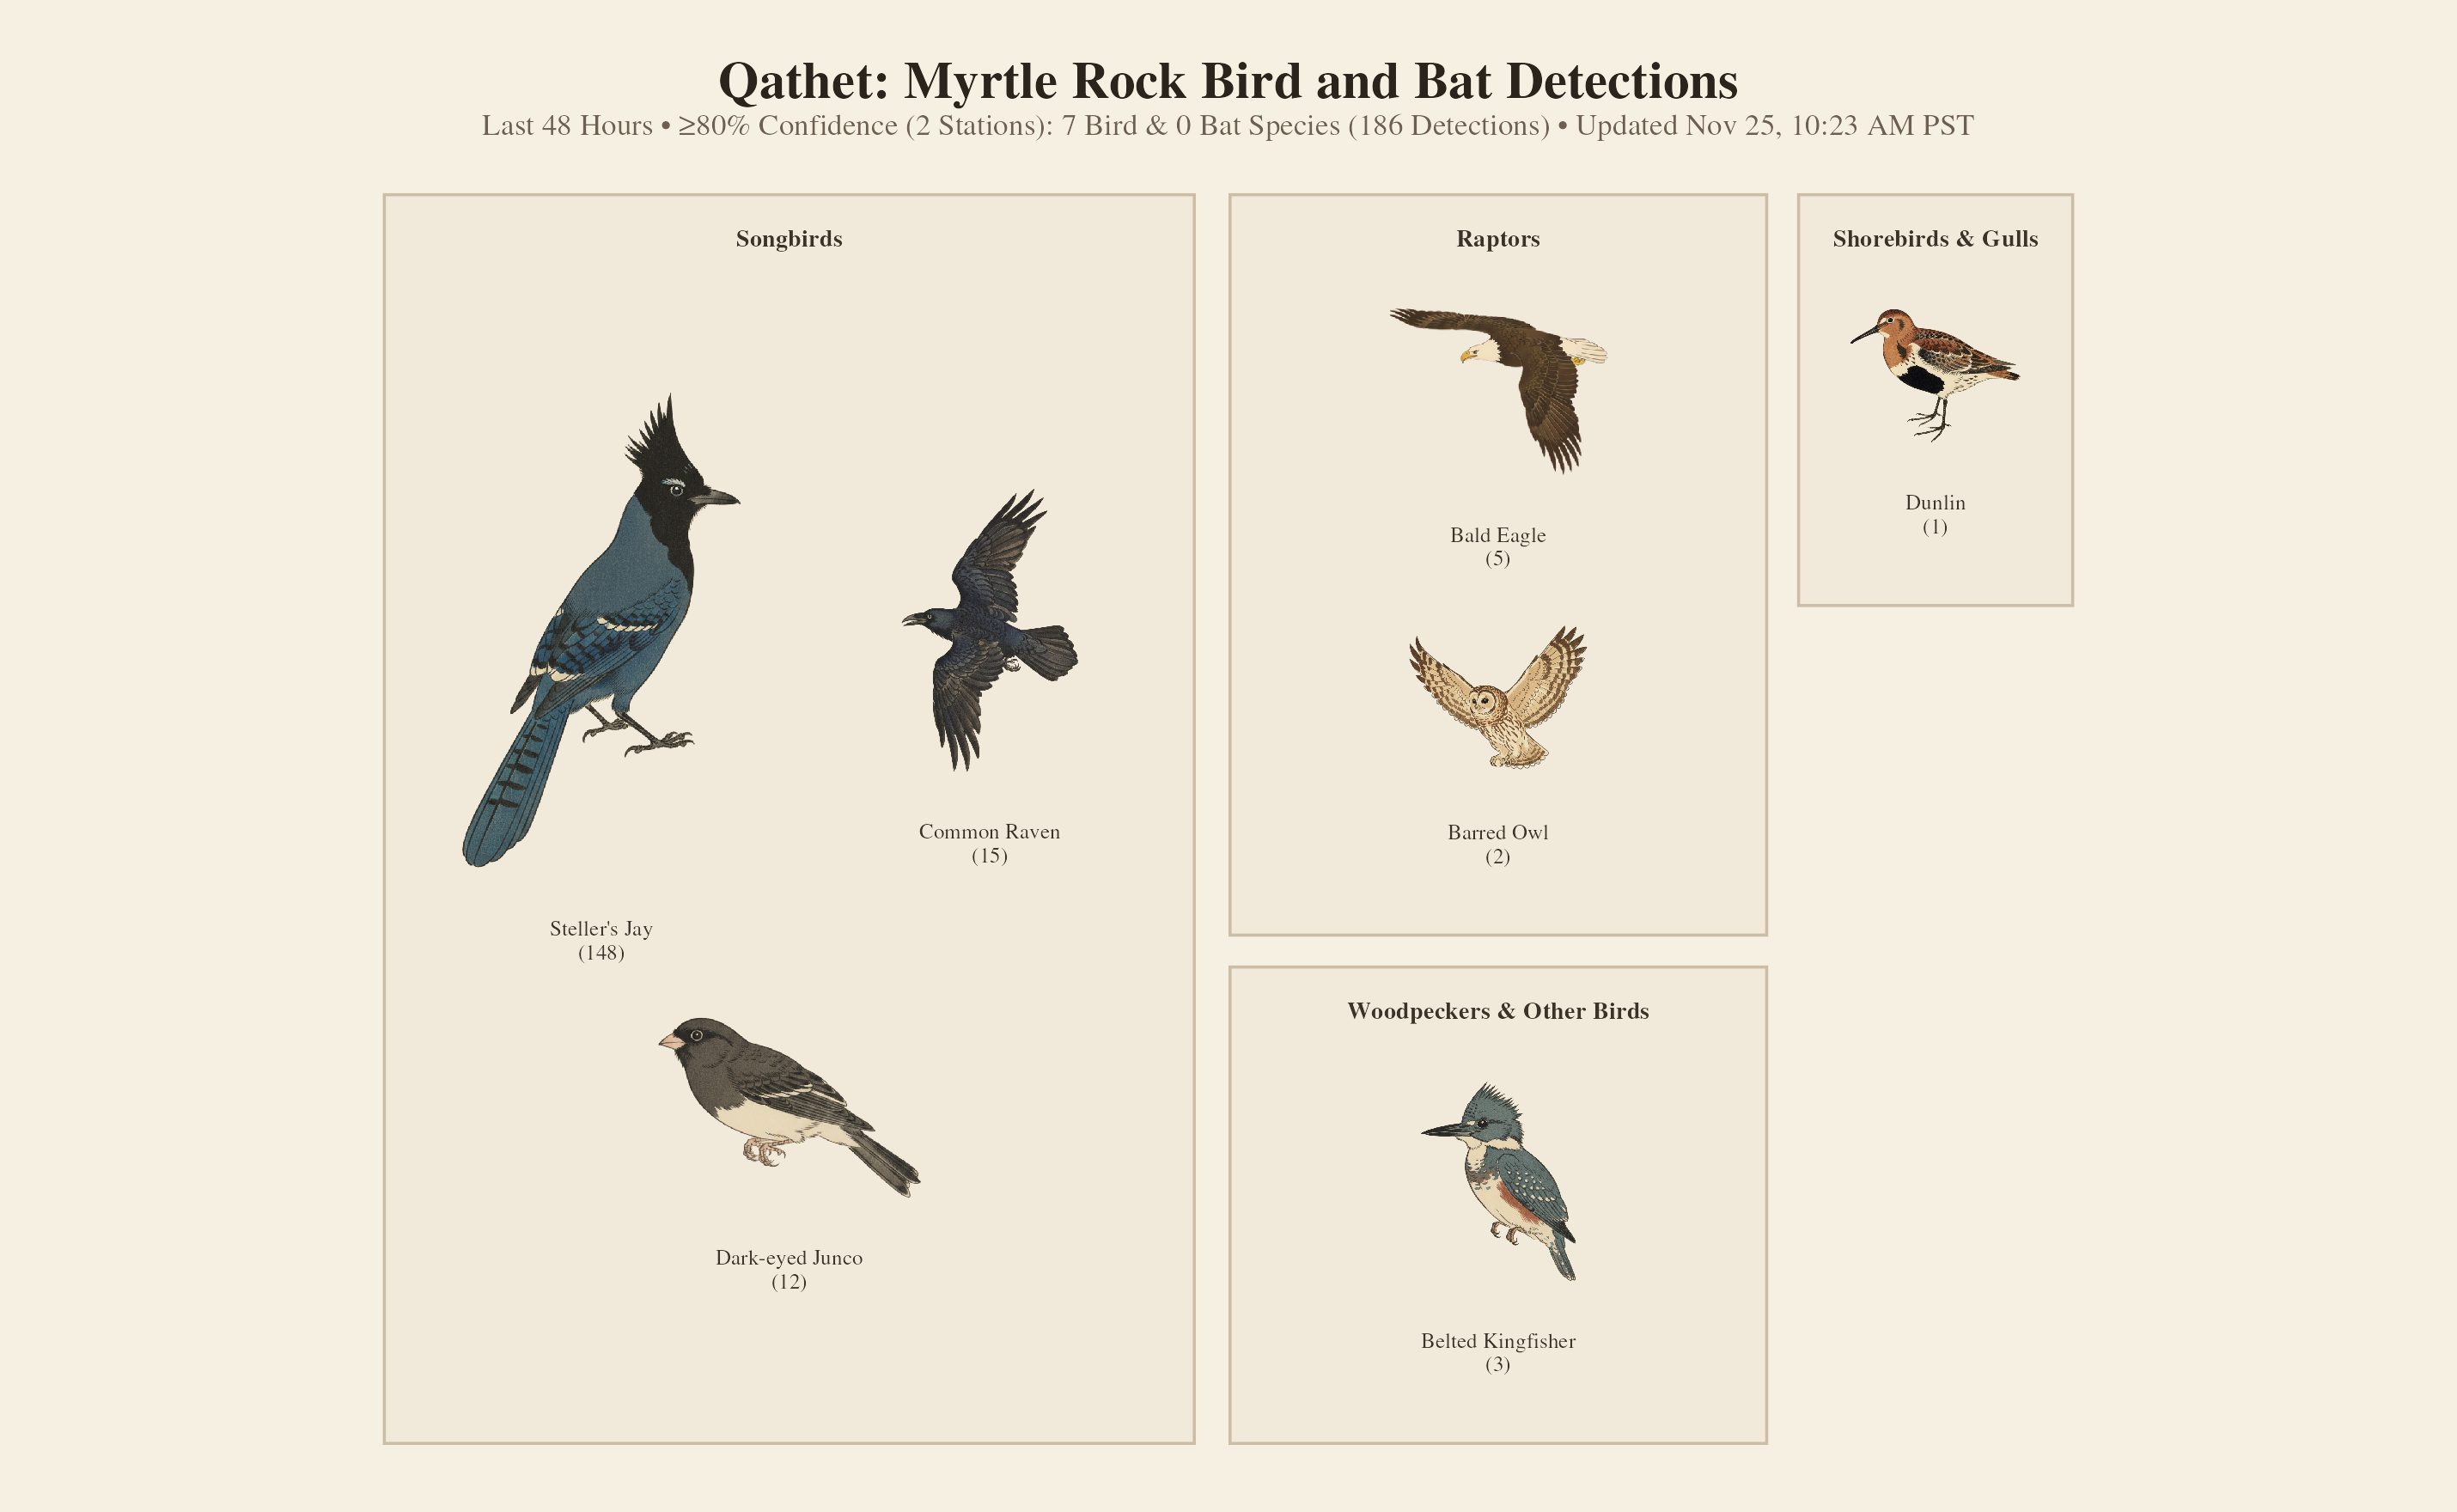 Qathet: Myrtle Rock Bird and Bat Detections
Last 48 Hours • ≥80% Confidence (2 Stations): 7 Bird & 0 Bat Species (186 Detections) • Updated Nov 25, 10:23 AM PST
Songbirds
Steller's Jay
(148)
Common Raven
(15)
Dark-eyed Junco
(12)
Raptors
Bald Eagle
(5)
Barred Owl
(2)
Woodpeckers & Other Birds
Belted Kingfisher
(3)
Shorebirds & Gulls
Dunlin
(1)